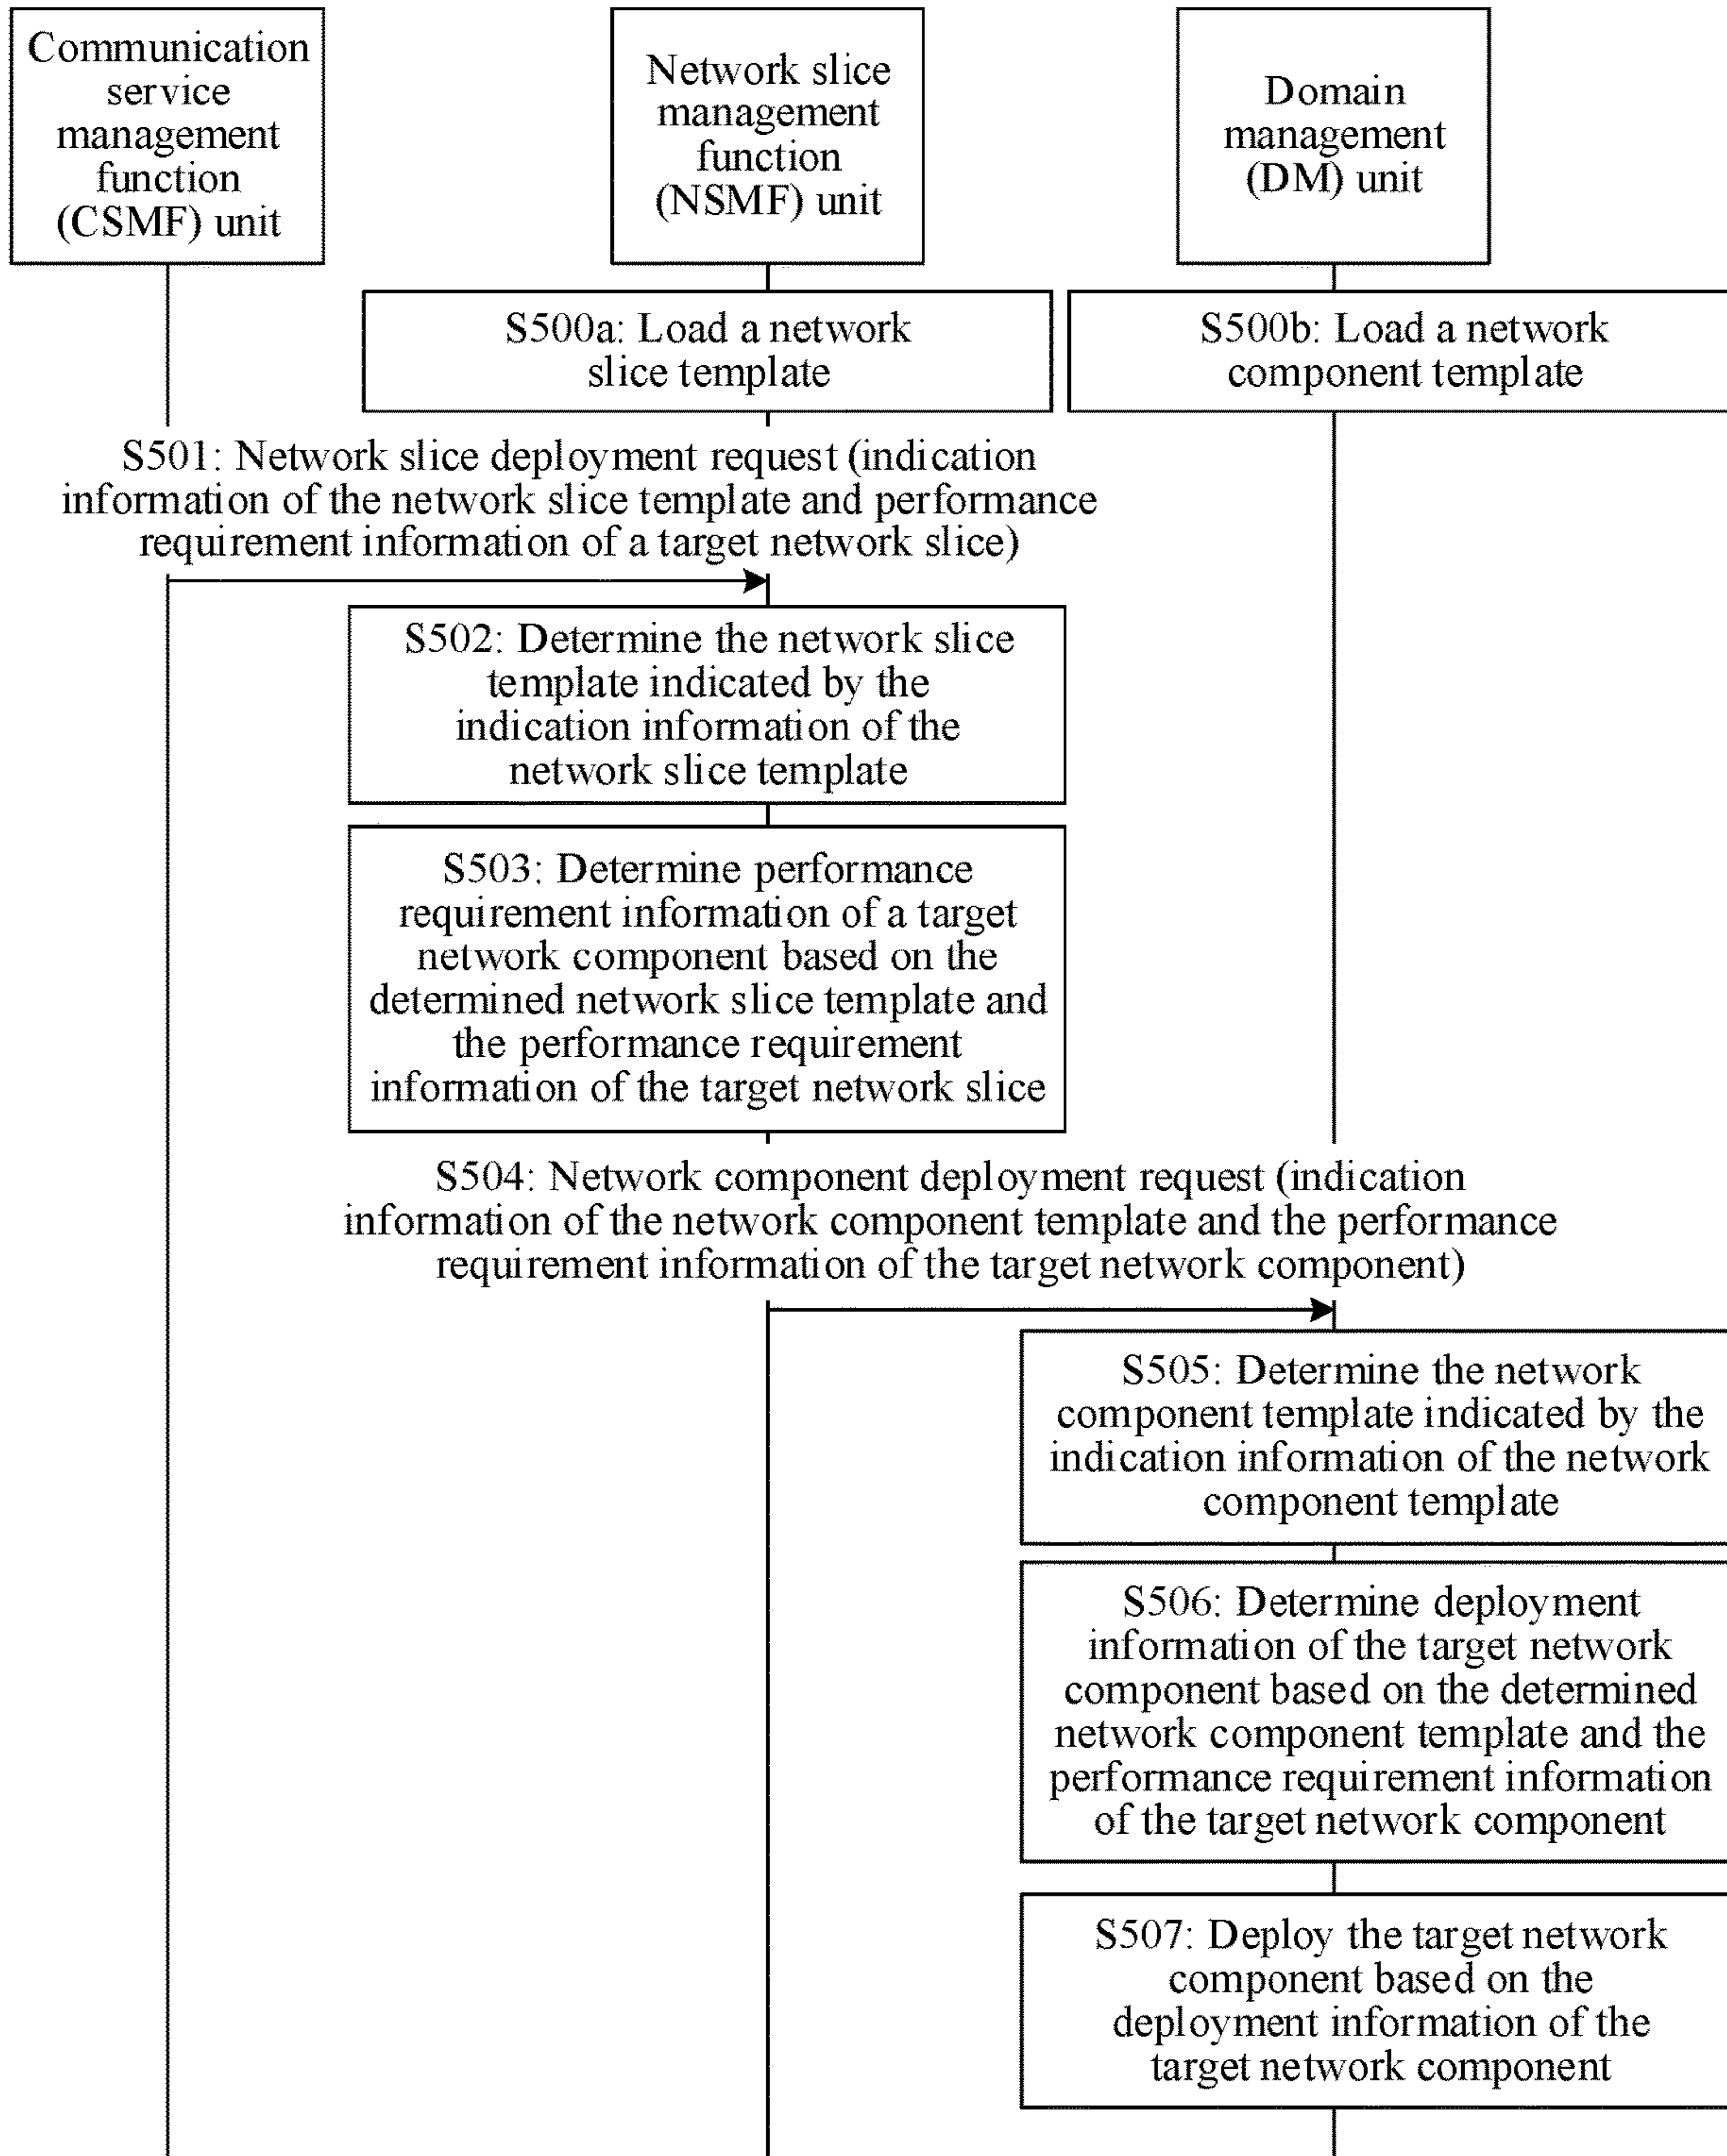 Communication
service
management
function
(CSMF) unit
Network slice
management
function
(NSMF) unit
Domain
management
(DM) unit
S500a: Load a network
slice template
S500b: Load a network
component template
S501: Network slice deployment request (indication
information of the network slice template and performance
requirement information of a target network slice)
S502: Determine the network slice
template indicated by the
indication information of the
network slice template
S503: Determine performance
requirement information of a target
network component based on the
determined network slice template and
the performance requirement
information of the target network slice
S504: Network component deployment request (indication
information of the network component template and the performance
requirement information of the target network component)
S505: Determine the network
component template indicated by the
indication information of the network
component template
S506: Determine deployment
information of the target network
component based on the determined
network component template and the
performance requirement information
of the target network component
S507: Deploy the target network
component based on the
deployment information of the
target network component